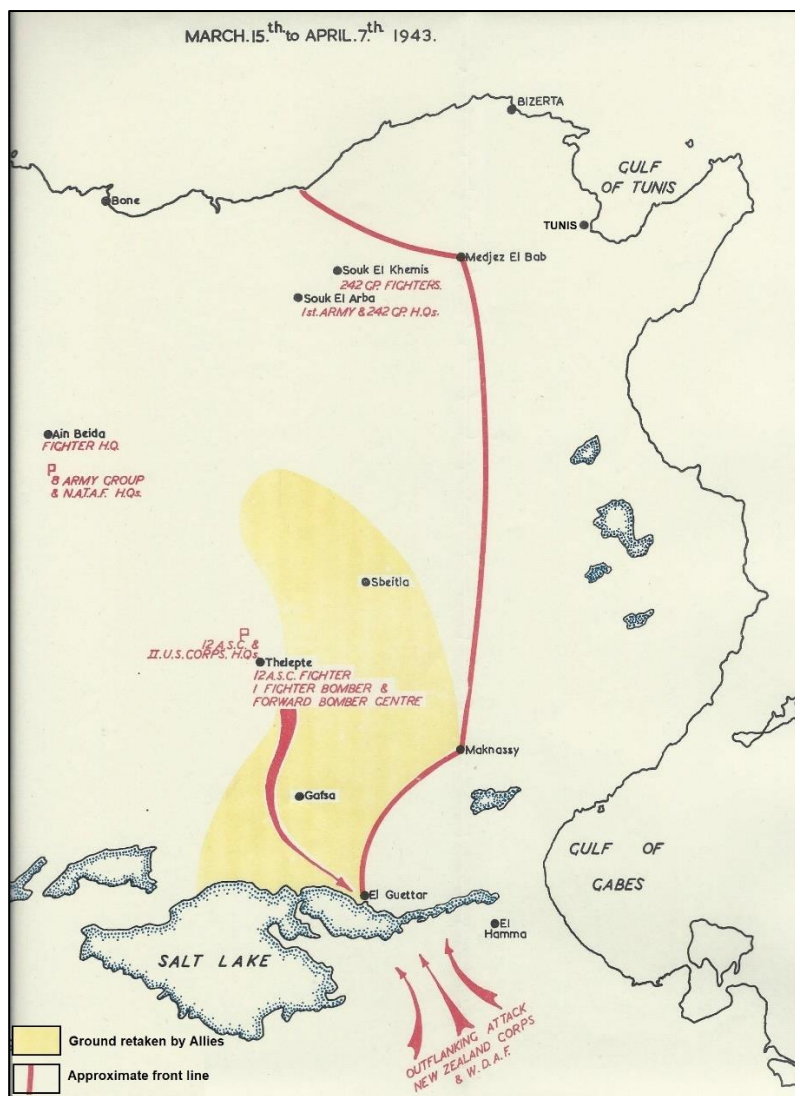 MARCH.15.th to APRIL.7.th 1943.
BIZERTA
GULF
OF TUNIS
Bone
TUNIS
Medjez El Bab
Souk El Khemis
242 GP. FIGHTERS.
Souk El Arba
1st. ARMY & 242 GP. H.Qs.
Ain Beida
FIGHTER H.Q.
8 ARMY GROUP
& N.A.T.A.F. H.Qs.
Sbeitla
12 A.S.C. &
II. U.S. CORPS. H.Qs.
Thelepte
12 A.S.C. FIGHTER
1 FIGHTER BOMBER &
FORWARD BOMBER CENTRE
Maknassy
Gafsa
GULF OF
GABES
El Guettar
El
Hamma
SALT LAKE
OUTFLANKING ATTACK
NEW ZEALAND CORPS
& W.D.A.F.
Ground retaken by Allies
Approximate front line